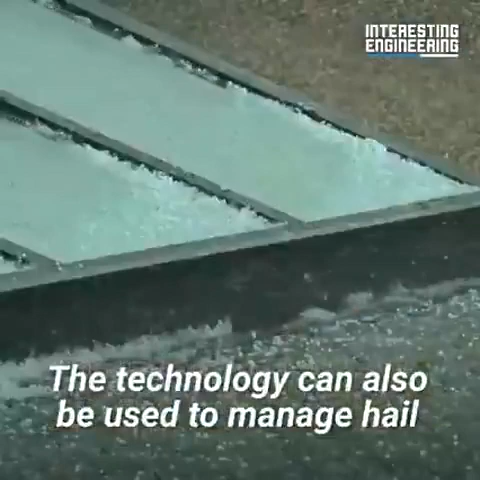 INTERESTING
ENGINEERING
The technology can also
be used to manage hail